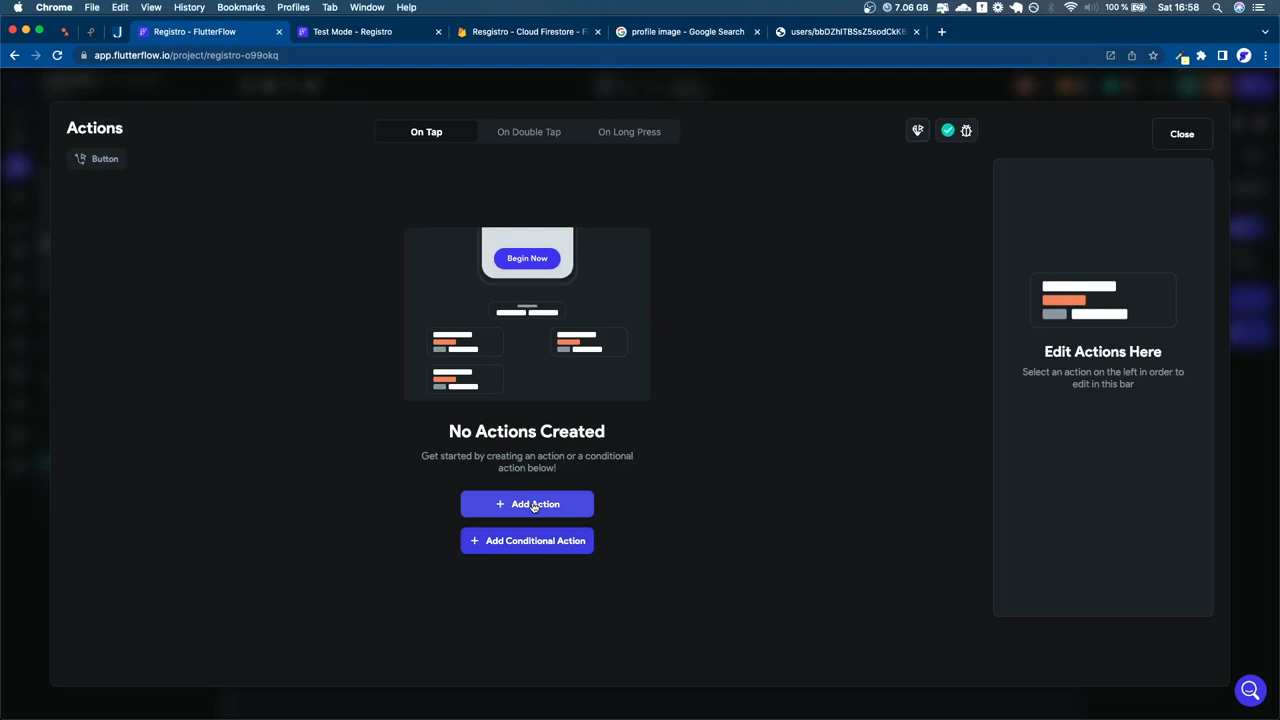 Chrome File Edit View History Bookmarks Profiles Tab Window Help 7.06 GB 100 % Sat 16:58
Registro - FlutterFlow Test Mode - Registro Resgistro - Cloud Firestore - Fi profile image - Google Search users/bbDZhITBSsZ5sodCkK6
app.flutterflow.io/project/registro-o99okq
Actions On Tap On Double Tap On Long Press Close
Button
Begin Now
No Actions Created
Get started by creating an action or a conditional
action below!
+ Add Action
+ Add Conditional Action
Edit Actions Here
Select an action on the left in order to
edit in this bar